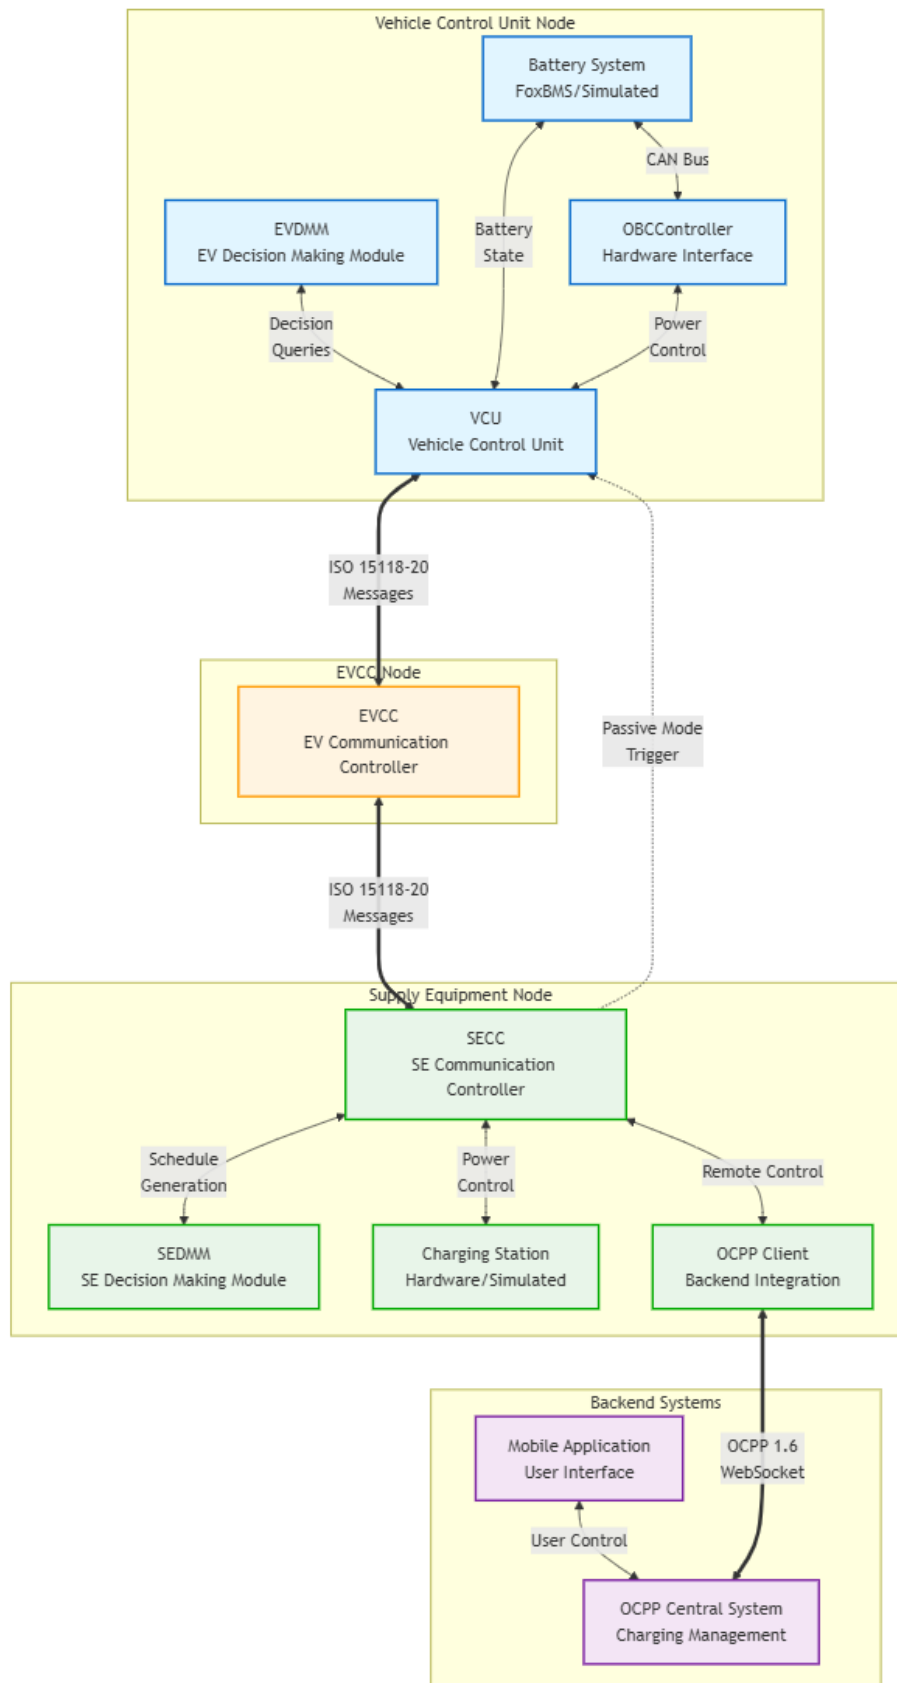 Vehicle Control Unit Node
Battery System
FoxBMS/Simulated
CAN Bus
EVDMM
EV Decision Making Module
Battery
State
OBCController
Hardware Interface
Decision
Queries
Power
Control
VCU
Vehicle Control Unit
ISO 15118-20
Messages
EVCC Node
EVCC
EV Communication
Controller
Passive Mode
Trigger
ISO 15118-20
Messages
Supply Equipment Node
SECC
SE Communication
Controller
Schedule
Generation
Power
Control
Remote Control
SEDMM
SE Decision Making Module
Charging Station
Hardware/Simulated
OCPP Client
Backend Integration
Backend Systems
Mobile Application
User Interface
OCPP 1.6
WebSocket
User Control
OCPP Central System
Charging Management